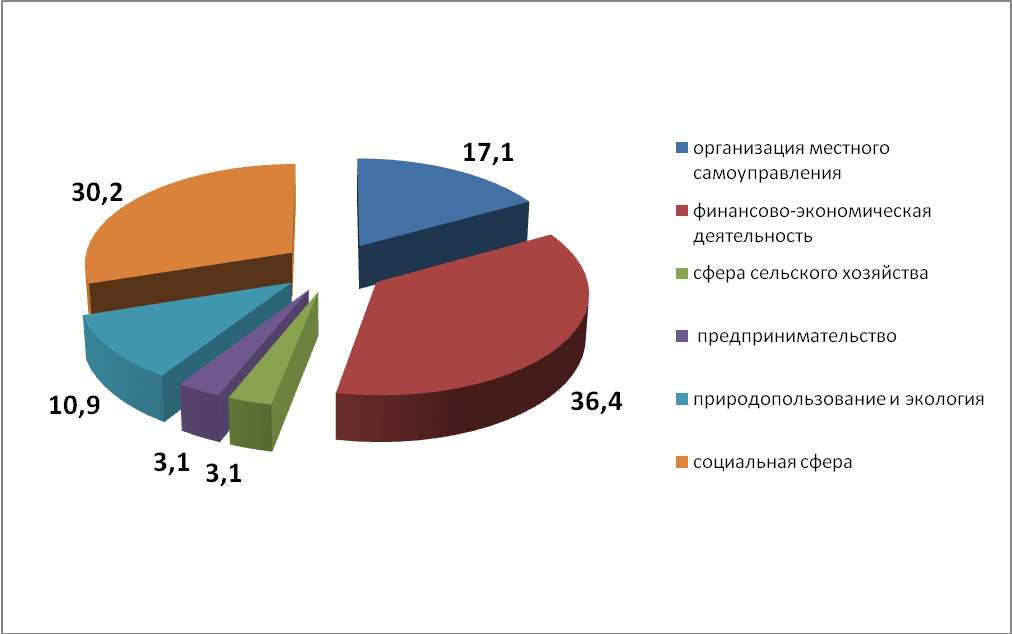 17,1
30,2
36,4
10,9
3,1
3,1
организация местного
самоуправления
финансово-экономическая
деятельность
сфера сельского хозяйства
предпринимательство
природопользование и экология
социальная сфера